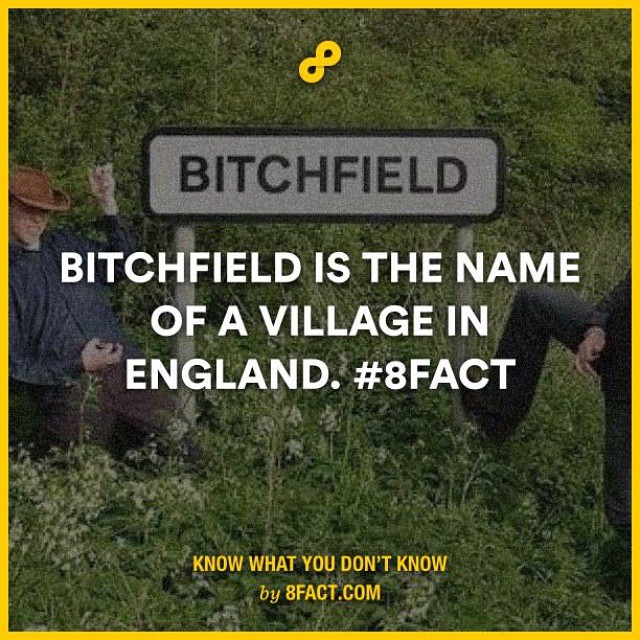 BITCHFIELD
BITCHFIELD IS THE NAME
OF A VILLAGE IN
ENGLAND. #8FACT
KNOW WHAT YOU DON'T KNOW
by 8FACT.COM